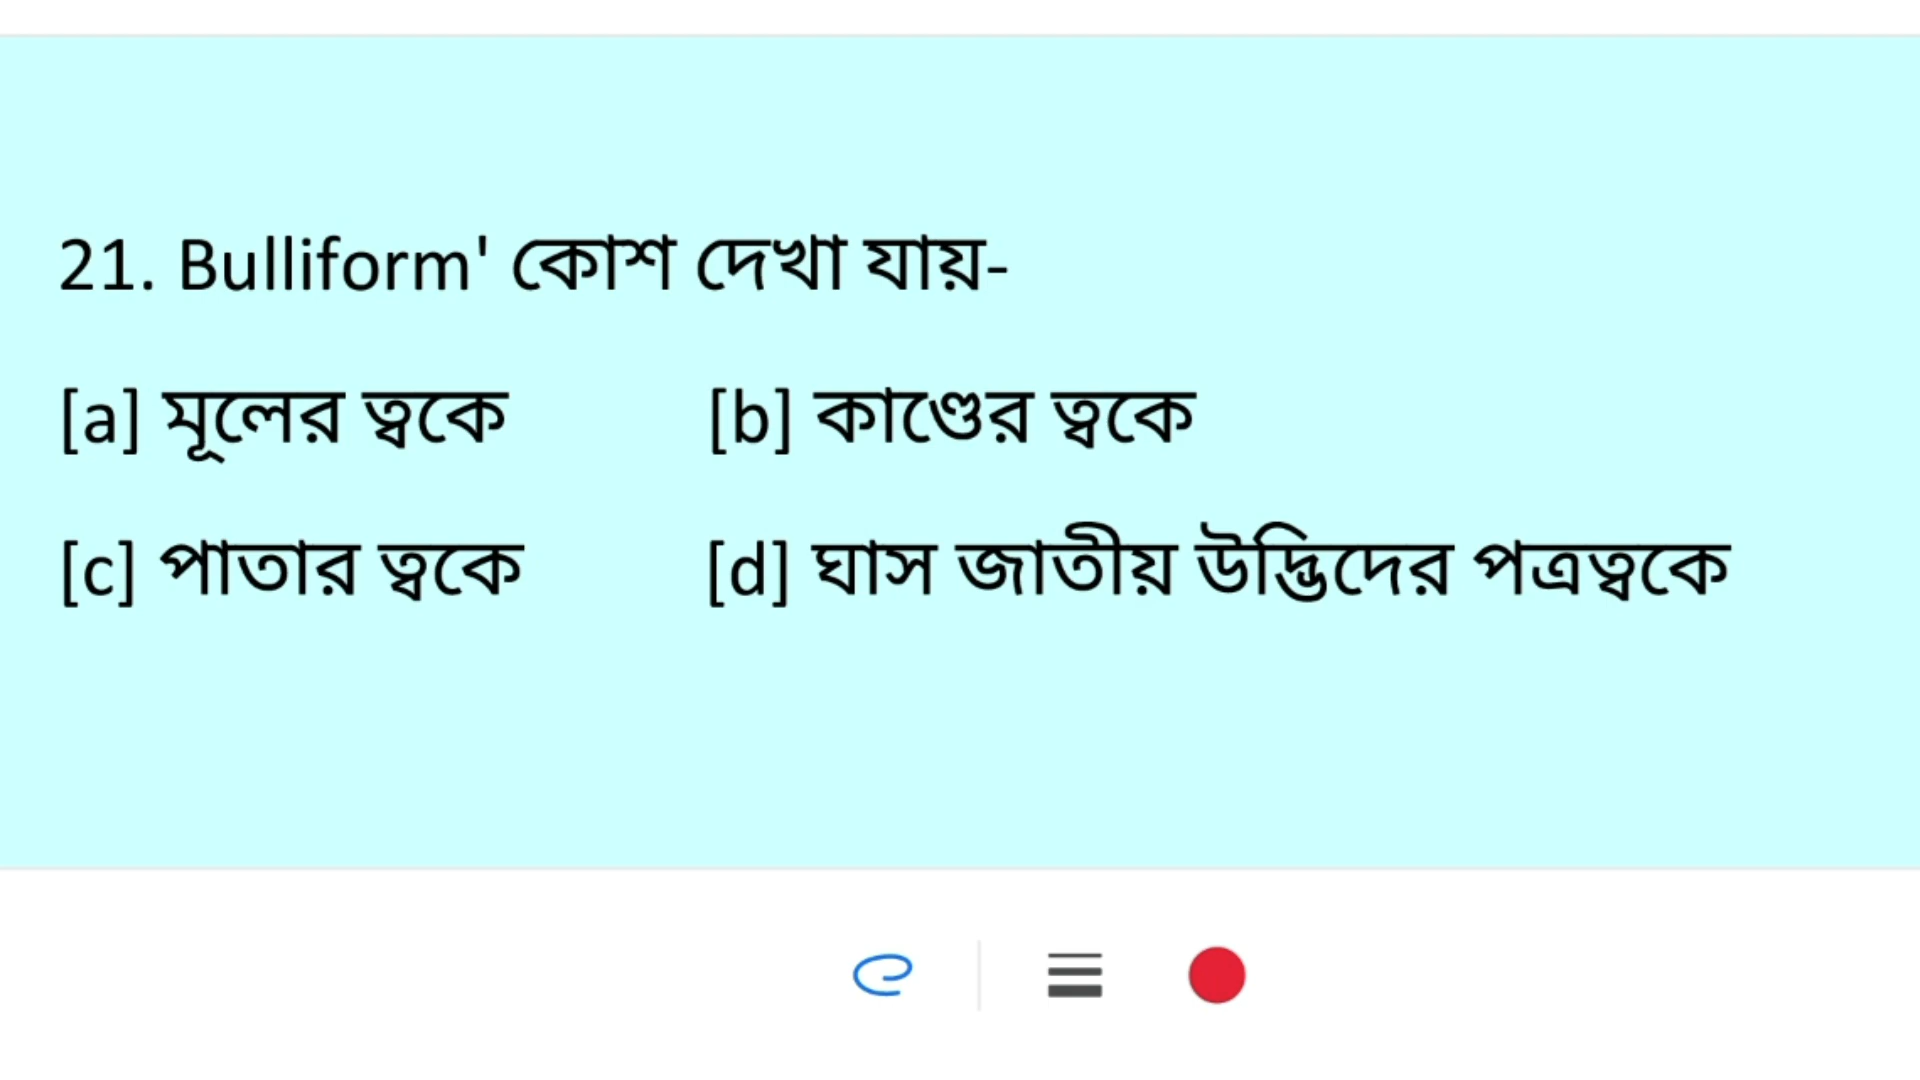 21. Bulliform' কোশ দেখা যায়-
[a] মূলের ত্বকে [b] কাণ্ডের ত্বকে
[c] পাতার ত্বকে [d] ঘাস জাতীয় উদ্ভিদের পত্রত্বকে